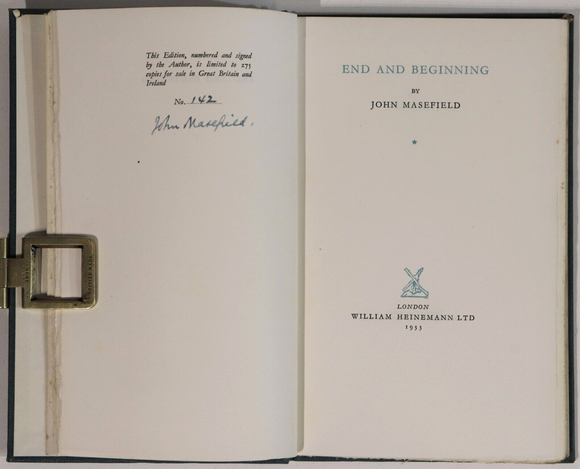 This Edition, numbered and signed
by the Author, is limited to 275
copies for sale in Great Britain and
Ireland
No. 142
John Masefield.
END AND BEGINNING
BY
JOHN MASEFIELD
*
LONDON
WILLIAM HEINEMANN LTD
1933